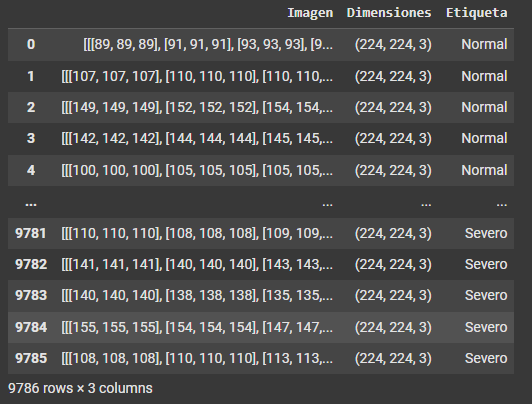 Imagen Dimensiones Etiqueta
0 [[[89, 89, 89], [91, 91, 91], [93, 93, 93], [9... (224, 224, 3) Normal
1 [[[107, 107, 107], [110, 110, 110], [110, 110,... (224, 224, 3) Normal
2 [[[149, 149, 149], [152, 152, 152], [154, 154,... (224, 224, 3) Normal
3 [[[142, 142, 142], [144, 144, 144], [145, 145,... (224, 224, 3) Normal
4 [[[100, 100, 100], [105, 105, 105], [105, 105,... (224, 224, 3) Normal
... ... ... ...
9781 [[[110, 110, 110], [108, 108, 108], [109, 109,... (224, 224, 3) Severo
9782 [[[141, 141, 141], [140, 140, 140], [143, 143,... (224, 224, 3) Severo
9783 [[[140, 140, 140], [138, 138, 138], [135, 135,... (224, 224, 3) Severo
9784 [[[155, 155, 155], [154, 154, 154], [147, 147,... (224, 224, 3) Severo
9785 [[[108, 108, 108], [110, 110, 110], [113, 113,... (224, 224, 3) Severo
9786 rows × 3 columns